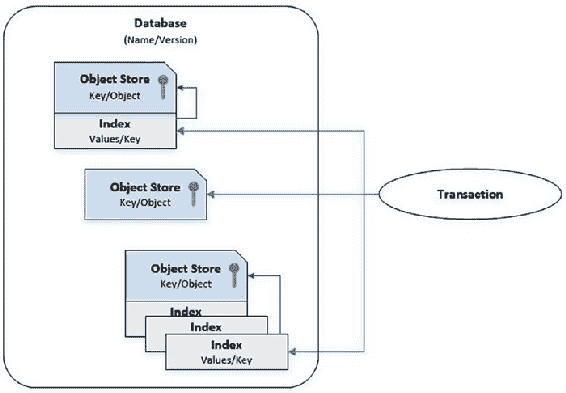 Database
(Name/Version)
Object Store
Key/Object
Index
Values/Key
Object Store
Key/Object
Transaction
Object Store
Key/Object
Index
Index
Index
Values/Key